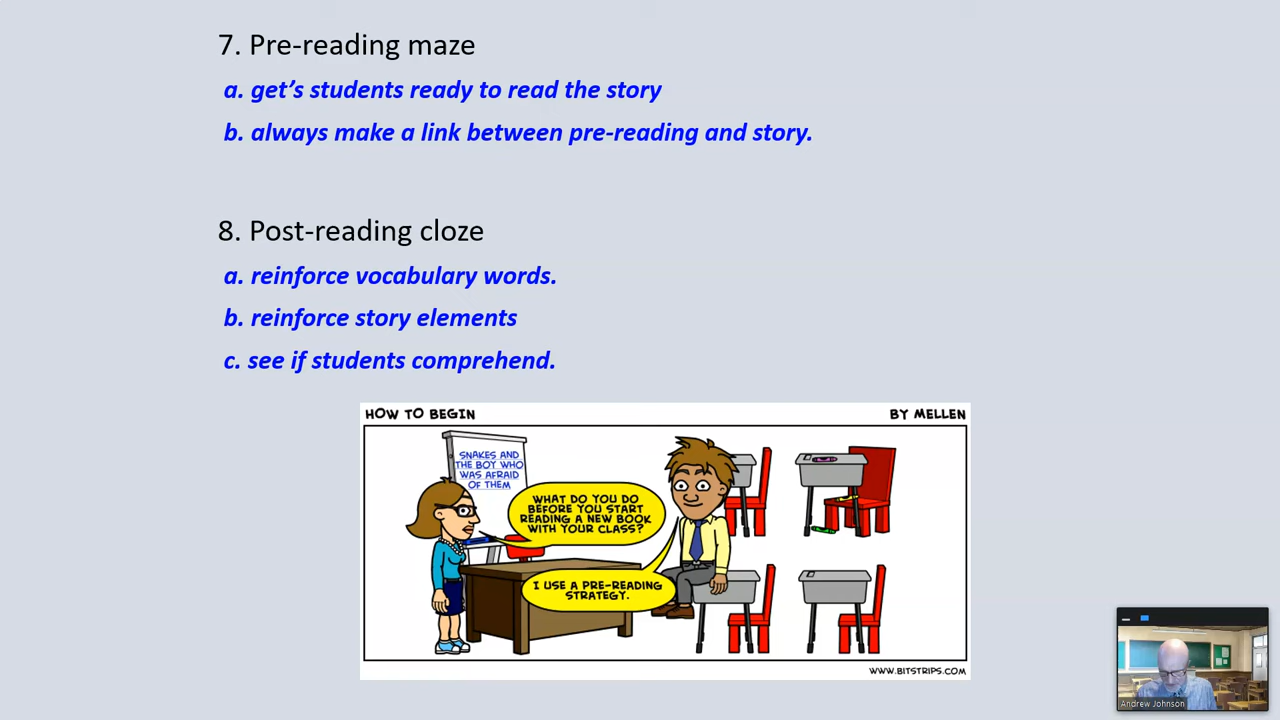 7. Pre-reading maze
a. get’s students ready to read the story
b. always make a link between pre-reading and story.
8. Post-reading cloze
a. reinforce vocabulary words.
b. reinforce story elements
c. see if students comprehend.
HOW TO BEGIN
BY MELLEN
SNAKES AND
THE BOY WHO
WAS AFRAID
OF THEM
WHAT DO YOU DO
BEFORE YOU START
READING A NEW BOOK
WITH YOUR CLASS?
I USE A PRE-READING
STRATEGY.
WWW.BITSTRIPS.COM
Andrew Johnson